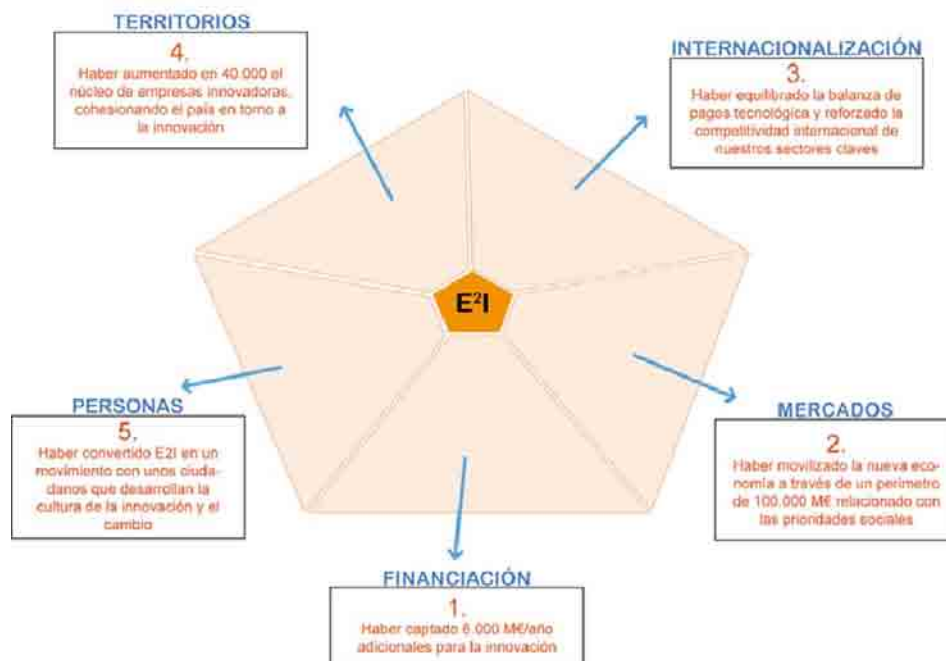 TERRITORIOS
4.
Haber aumentado en 40.000 el
núcleo de empresas innovadoras,
cohesionando el país en torno a
la innovación
INTERNACIONALIZACIÓN
3.
Haber equilibrado la balanza de
pagos tecnológica y reforzado la
competitividad internacional de
nuestros sectores claves
E²I
PERSONAS
5.
Haber convertido E2I en un
movimiento con unos ciuda-
danos que desarrollan la
cultura de la innovación y el
cambio
MERCADOS
2.
Haber movilizado la nueva eco-
nomía a través de un perímetro
de 100.000 M€ relacionado con
las prioridades sociales
FINANCIACIÓN
1.
Haber captado 6.000 M€/año
adicionales para la innovación